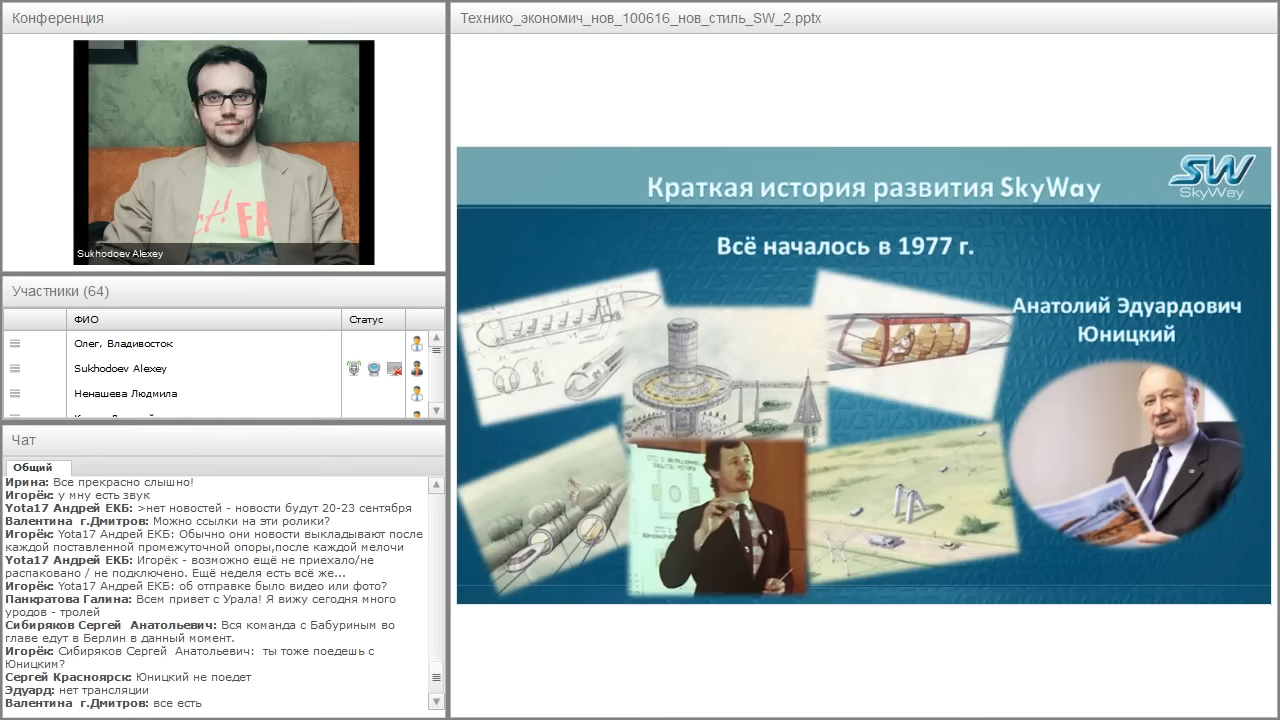 Конференция
Sukhodoev Alexey
Участники (64)
ФИО
Статус
Олег, Владивосток
Sukhodoev Alexey
Ненашева Людмила
Чат
Общий
Ирина: Все прекрасно слышно!
Игорёк: у мну есть звук
Yota17 Андрей ЕКБ: >нет новостей - новости будут 20-23 сентября
Валентина г.Дмитров: Можно ссылки на эти ролики?
Игорёк: Yota17 Андрей ЕКБ: Обычно они новости выкладывают после
каждой поставленной промежуточной опоры,после каждой мелочи
Yota17 Андрей ЕКБ: Игорёк - возможно ещё не приехало/не
распаковано / не подключено. Ещё неделя есть всё же...
Игорёк: Yota17 Андрей ЕКБ: об отправке было видео или фото?
Панкратова Галина: Всем привет с Урала! Я вижу сегодня много
уродов - тролей
Сибиряков Сергей Анатольевич: Вся команда с Бабуриным во
главе едут в Берлин в данный момент.
Игорёк: Сибиряков Сергей Анатольевич: ты тоже поедешь с
Юницким?
Сергей Красноярск: Юницкий не поедет
Эдуард: нет трансляции
Валентина г.Дмитров: все есть
Технико_экономич_нов_100616_нов_стиль_SW_2.pptx
Краткая история развития SkyWay
SW
SkyWay
Всё началось в 1977 г.
Анатолий Эдуардович
Юницкий